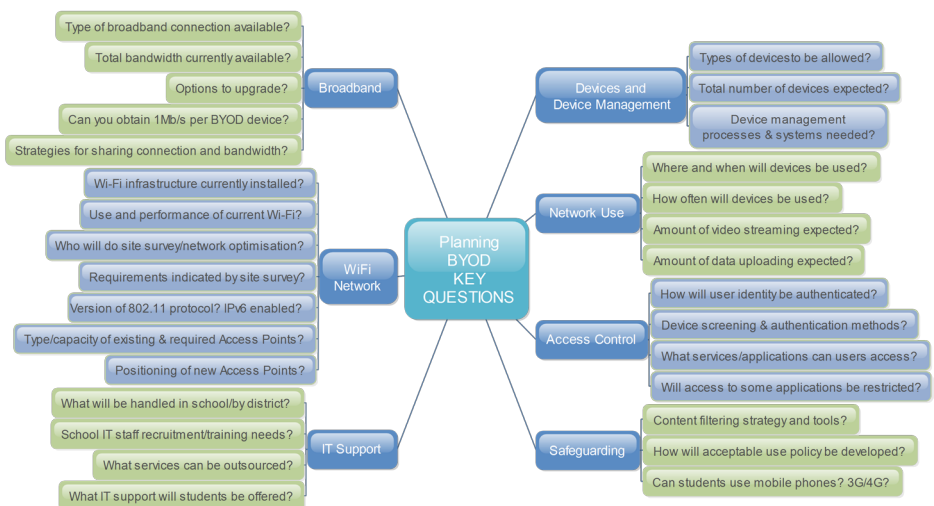 Type of broadband connection available?
Total bandwidth currently available?
Options to upgrade?
Can you obtain 1Mb/s per BYOD device?
Strategies for sharing connection and bandwidth?
Broadband
Wi-Fi infrastructure currently installed?
Use and performance of current Wi-Fi?
Who will do site survey/network optimisation?
Requirements indicated by site survey?
Version of 802.11 protocol? IPv6 enabled?
Type/capacity of existing & required Access Points?
Positioning of new Access Points?
WiFi
Network
What will be handled in school/by district?
School IT staff recruitment/training needs?
What services can be outsourced?
What IT support will students be offered?
IT Support
Planning
BYOD
KEY
QUESTIONS
Devices and
Device Management
Types of devicesto be allowed?
Total number of devices expected?
Device management
processes & systems needed?
Network Use
Where and when will devices be used?
How often will devices be used?
Amount of video streaming expected?
Amount of data uploading expected?
Access Control
How will user identity be authenticated?
Device screening & authentication methods?
What services/applications can users access?
Will access to some applications be restricted?
Safeguarding
Content filtering strategy and tools?
How will acceptable use policy be developed?
Can students use mobile phones? 3G/4G?